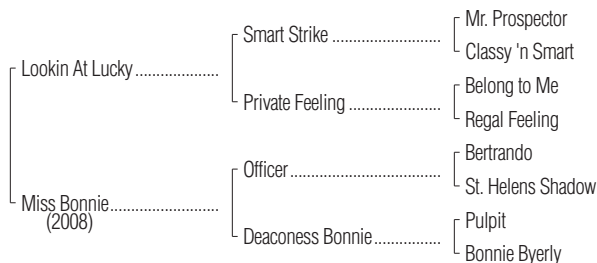 Mr. Prospector
Smart Strike ..........................
Classy 'n Smart
Lookin At Lucky ....................
Belong to Me
Private Feeling ......................
Regal Feeling
Bertrando
Officer ....................................
St. Helens Shadow
Miss Bonnie ..........................
(2008)
Pulpit
Deaconess Bonnie ................
Bonnie Byerly